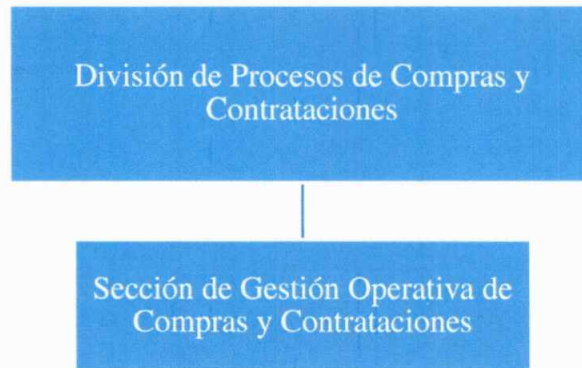 División de Procesos de Compras y
Contrataciones
Sección de Gestión Operativa de
Compras y Contrataciones